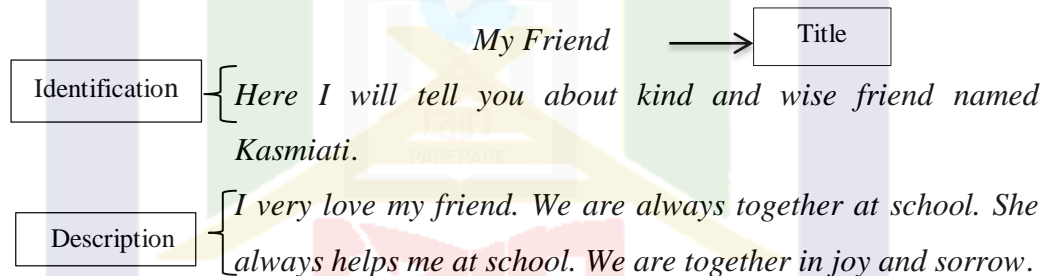 My Friend Title
Identification Here I will tell you about kind and wise friend named
Kasmiati.
I very love my friend. We are always together at school. She
Description always helps me at school. We are together in joy and sorrow.
PAREPARE